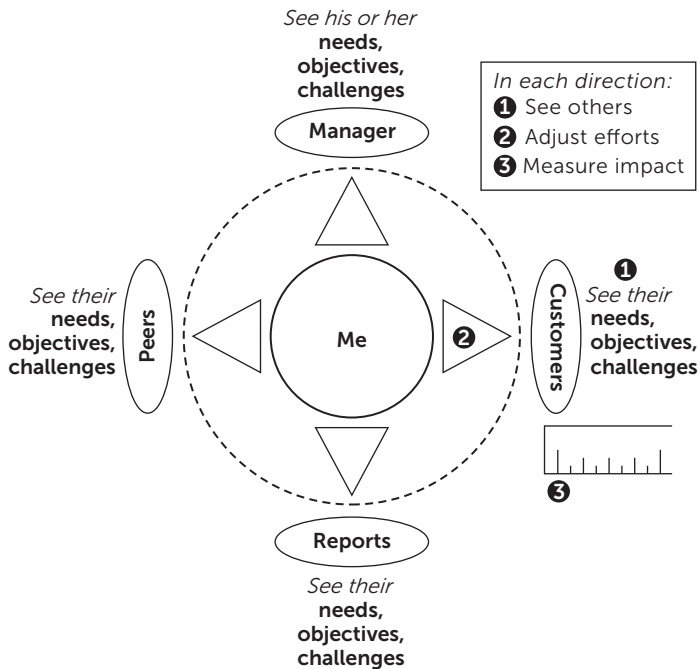 See his or her
needs,
objectives,
challenges
Manager
In each direction:
1 See others
2 Adjust efforts
3 Measure impact
See their
needs,
objectives,
challenges
Peers
Me
2
Customers
1
See their
needs,
objectives,
challenges
3
Reports
See their
needs,
objectives,
challenges